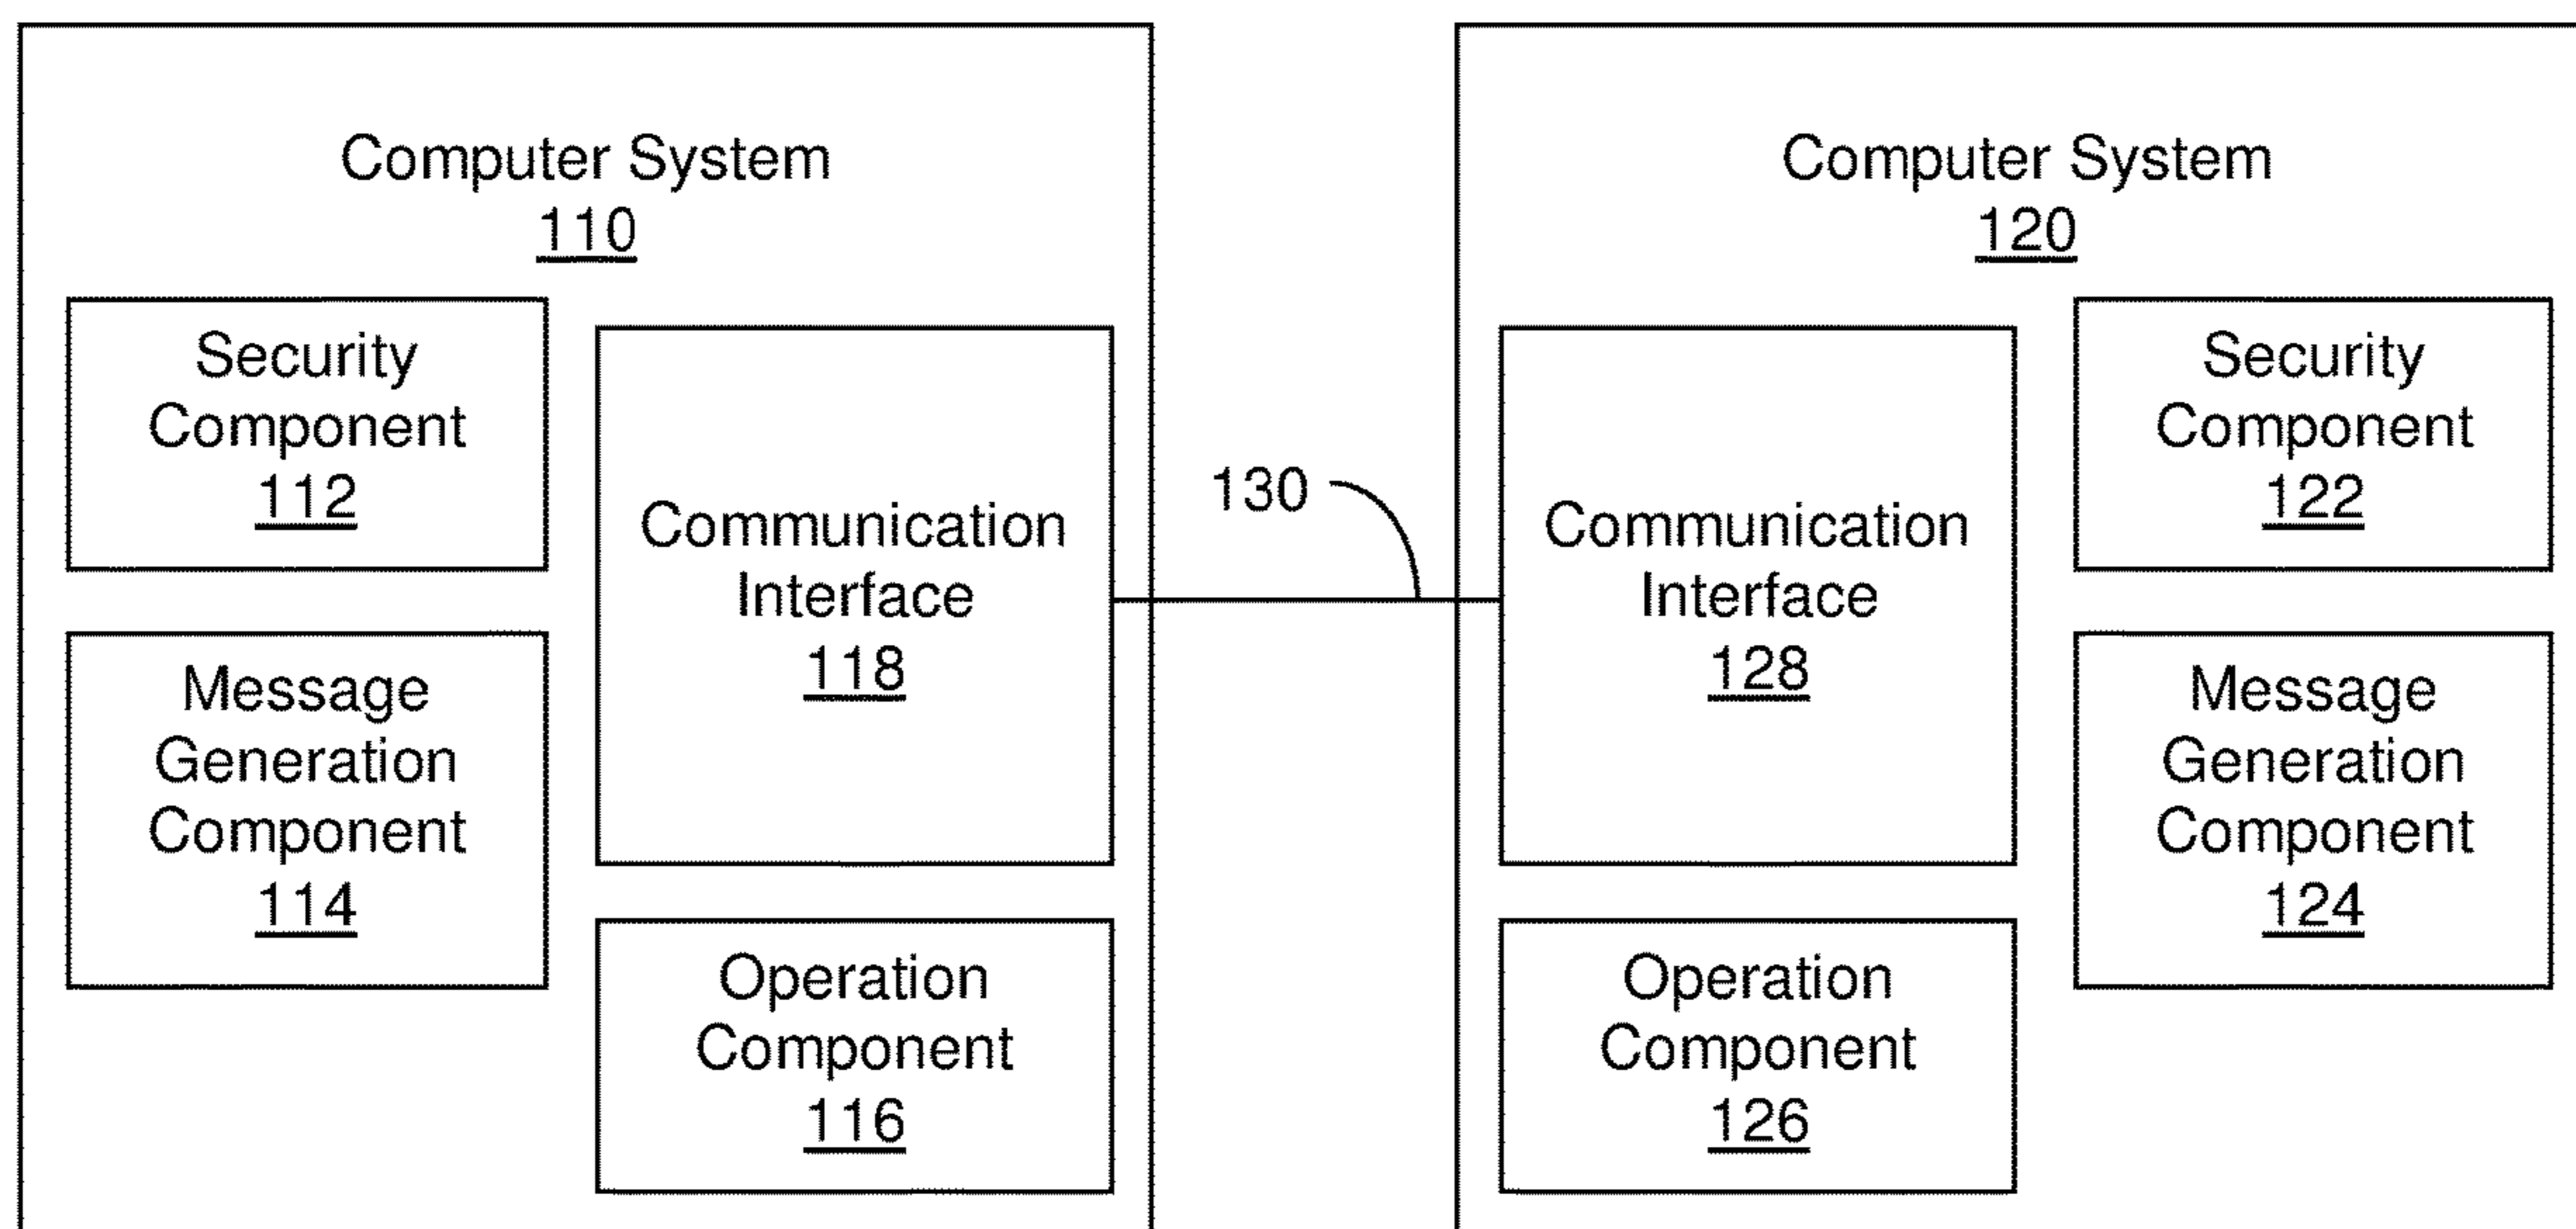 Computer System
110
Security
Component
112
Message
Generation
Component
114
Communication
Interface
118
Operation
Component
116
130
Computer System
120
Communication
Interface
128
Operation
Component
126
Security
Component
122
Message
Generation
Component
124